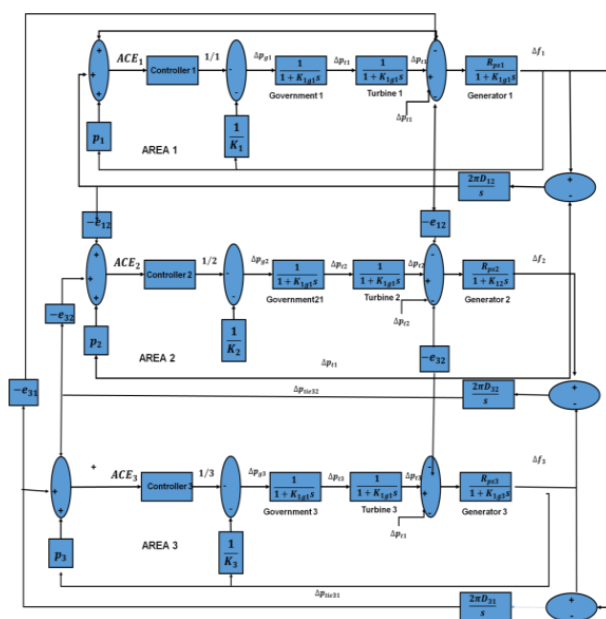 ACE₁ Controller 1 1/1 Δp_g1 1 / 1 + K_1g1 s Δp_t1 1 / 1 + K_1g1 s Δp_t1 R_ps1 / 1 + K_1g1 s Δf₁
Government 1 Turbine 1 Generator 1
Δp_t1
p₁ AREA 1 1 / K₁
2πD₁₂ / s
−e₁₂ −e₁₂
ACE₂ Controller 2 1/2 Δp_g2 1 / 1 + K_1g1 s Δp_t2 1 / 1 + K_1g1 s Δp_t2 R_ps2 / 1 + K_12 s Δf₂
Government21 Turbine 2 Generator 2
Δp_t2
−e₃₂ p₂ AREA 2 1 / K₂ Δp_t1 −e₃₂
−e₃₁ Δp_tie32 2πD₃₂ / s
ACE₃ Controller 3 1/3 Δp_g3 1 / 1 + K_1g1 s Δp_t3 1 / 1 + K_1g1 s Δp_t3 R_ps3 / 1 + K_1g1 s Δf₃
Government 3 Turbine 3 Generator 3
Δp_t1
p₃ AREA 3 1 / K₃
Δp_tie31 2πD₃₁ / s